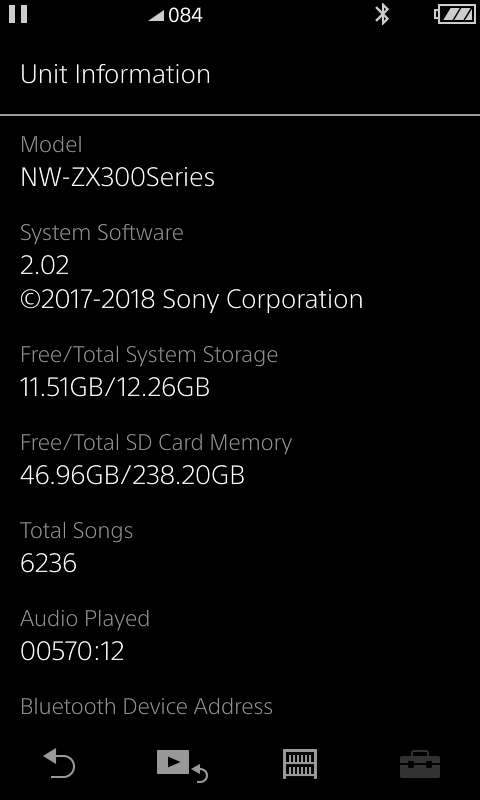 084
Unit Information
Model
NW-ZX300Series
System Software
2.02
©2017-2018 Sony Corporation
Free/Total System Storage
11.51GB/12.26GB
Free/Total SD Card Memory
46.96GB/238.20GB
Total Songs
6236
Audio Played
00570:12
Bluetooth Device Address